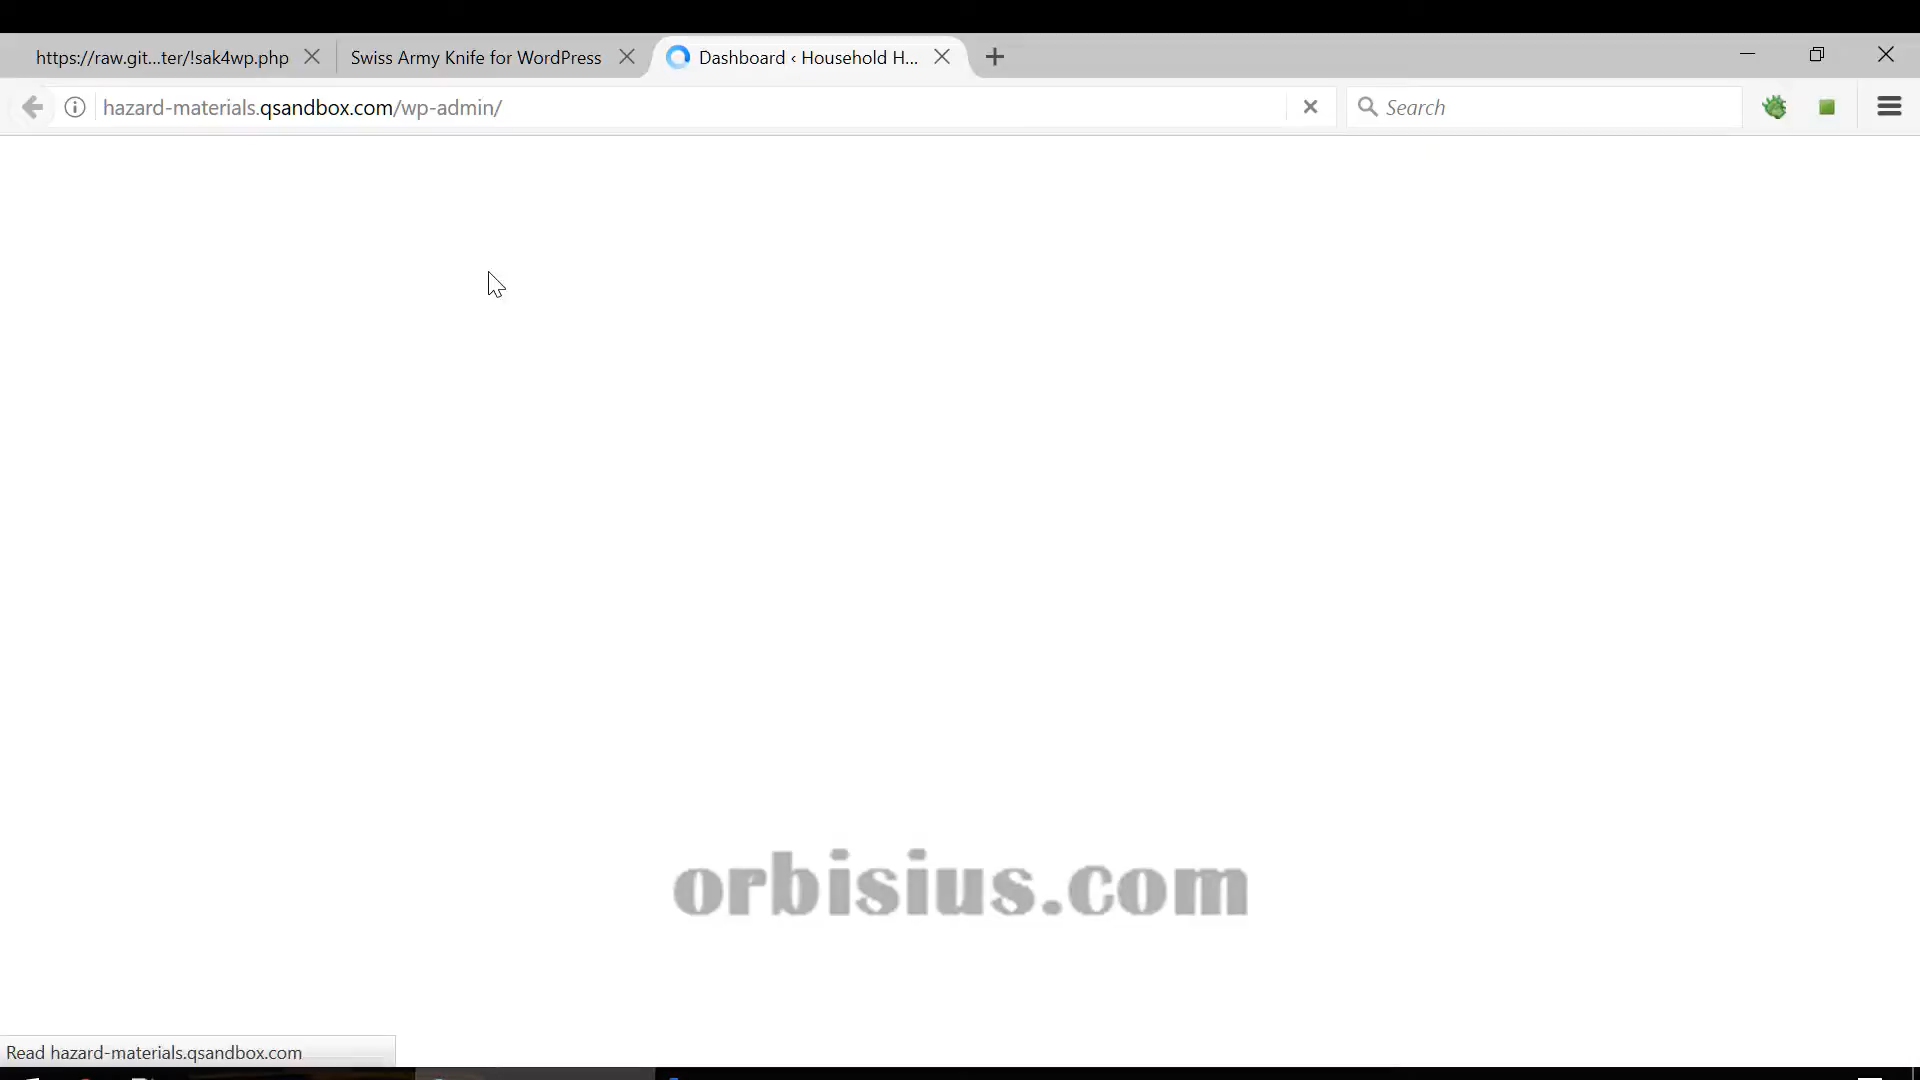 https://raw.git...ter/!sak4wp.php
Swiss Army Knife for WordPress
Dashboard ‹ Household H...
hazard-materials.qsandbox.com/wp-admin/
Search
orbisius.com
Read hazard-materials.qsandbox.com